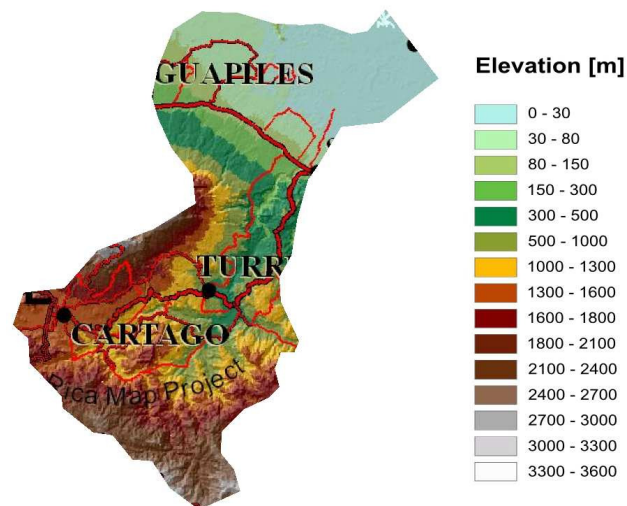 GUAPILES
TURR
CARTAGO
Rica Map Project
Elevation [m]
0 - 30
30 - 80
80 - 150
150 - 300
300 - 500
500 - 1000
1000 - 1300
1300 - 1600
1600 - 1800
1800 - 2100
2100 - 2400
2400 - 2700
2700 - 3000
3000 - 3300
3300 - 3600